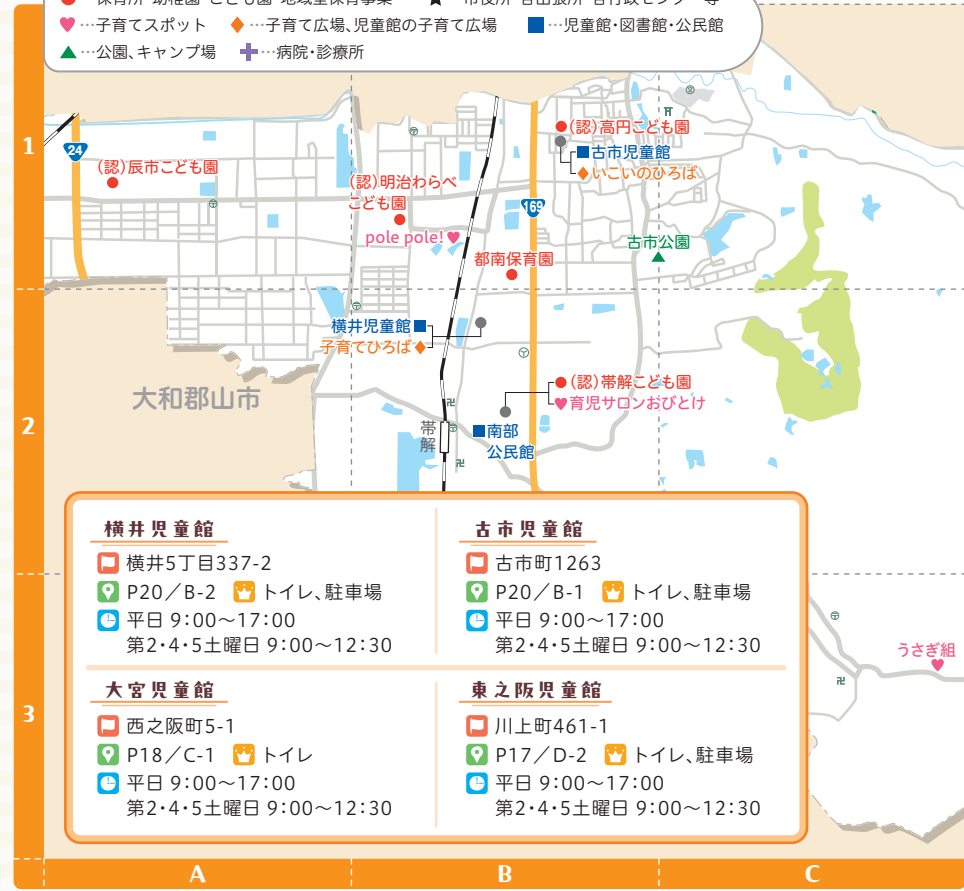 ♥…子育てスポット ◆…子育て広場、児童館の子育て広場 ■…児童館・図書館・公民館
▲…公園、キャンプ場 ✚…病院・診療所
1
24
(認)辰市こども園
(認)明治わらべ
こども園
pole pole!♥
(認)高円こども園
■古市児童館
◆いこいのひろば
169
古市公園
都南保育園
横井児童館■
子育てひろば◆
2
大和郡山市
(認)帯解こども園
♥育児サロンおびとけ
帯解
■南部
公民館
横井児童館
横井5丁目337-2
P20/B-2 トイレ、駐車場
平日 9:00~17:00
第2・4・5土曜日 9:00~12:30
古市児童館
古市町1263
P20/B-1 トイレ、駐車場
平日 9:00~17:00
第2・4・5土曜日 9:00~12:30
3
うさぎ組
大宮児童館
西之阪町5-1
P18/C-1 トイレ
平日 9:00~17:00
第2・4・5土曜日 9:00~12:30
東之阪児童館
川上町461-1
P17/D-2 トイレ、駐車場
平日 9:00~17:00
第2・4・5土曜日 9:00~12:30
A B C